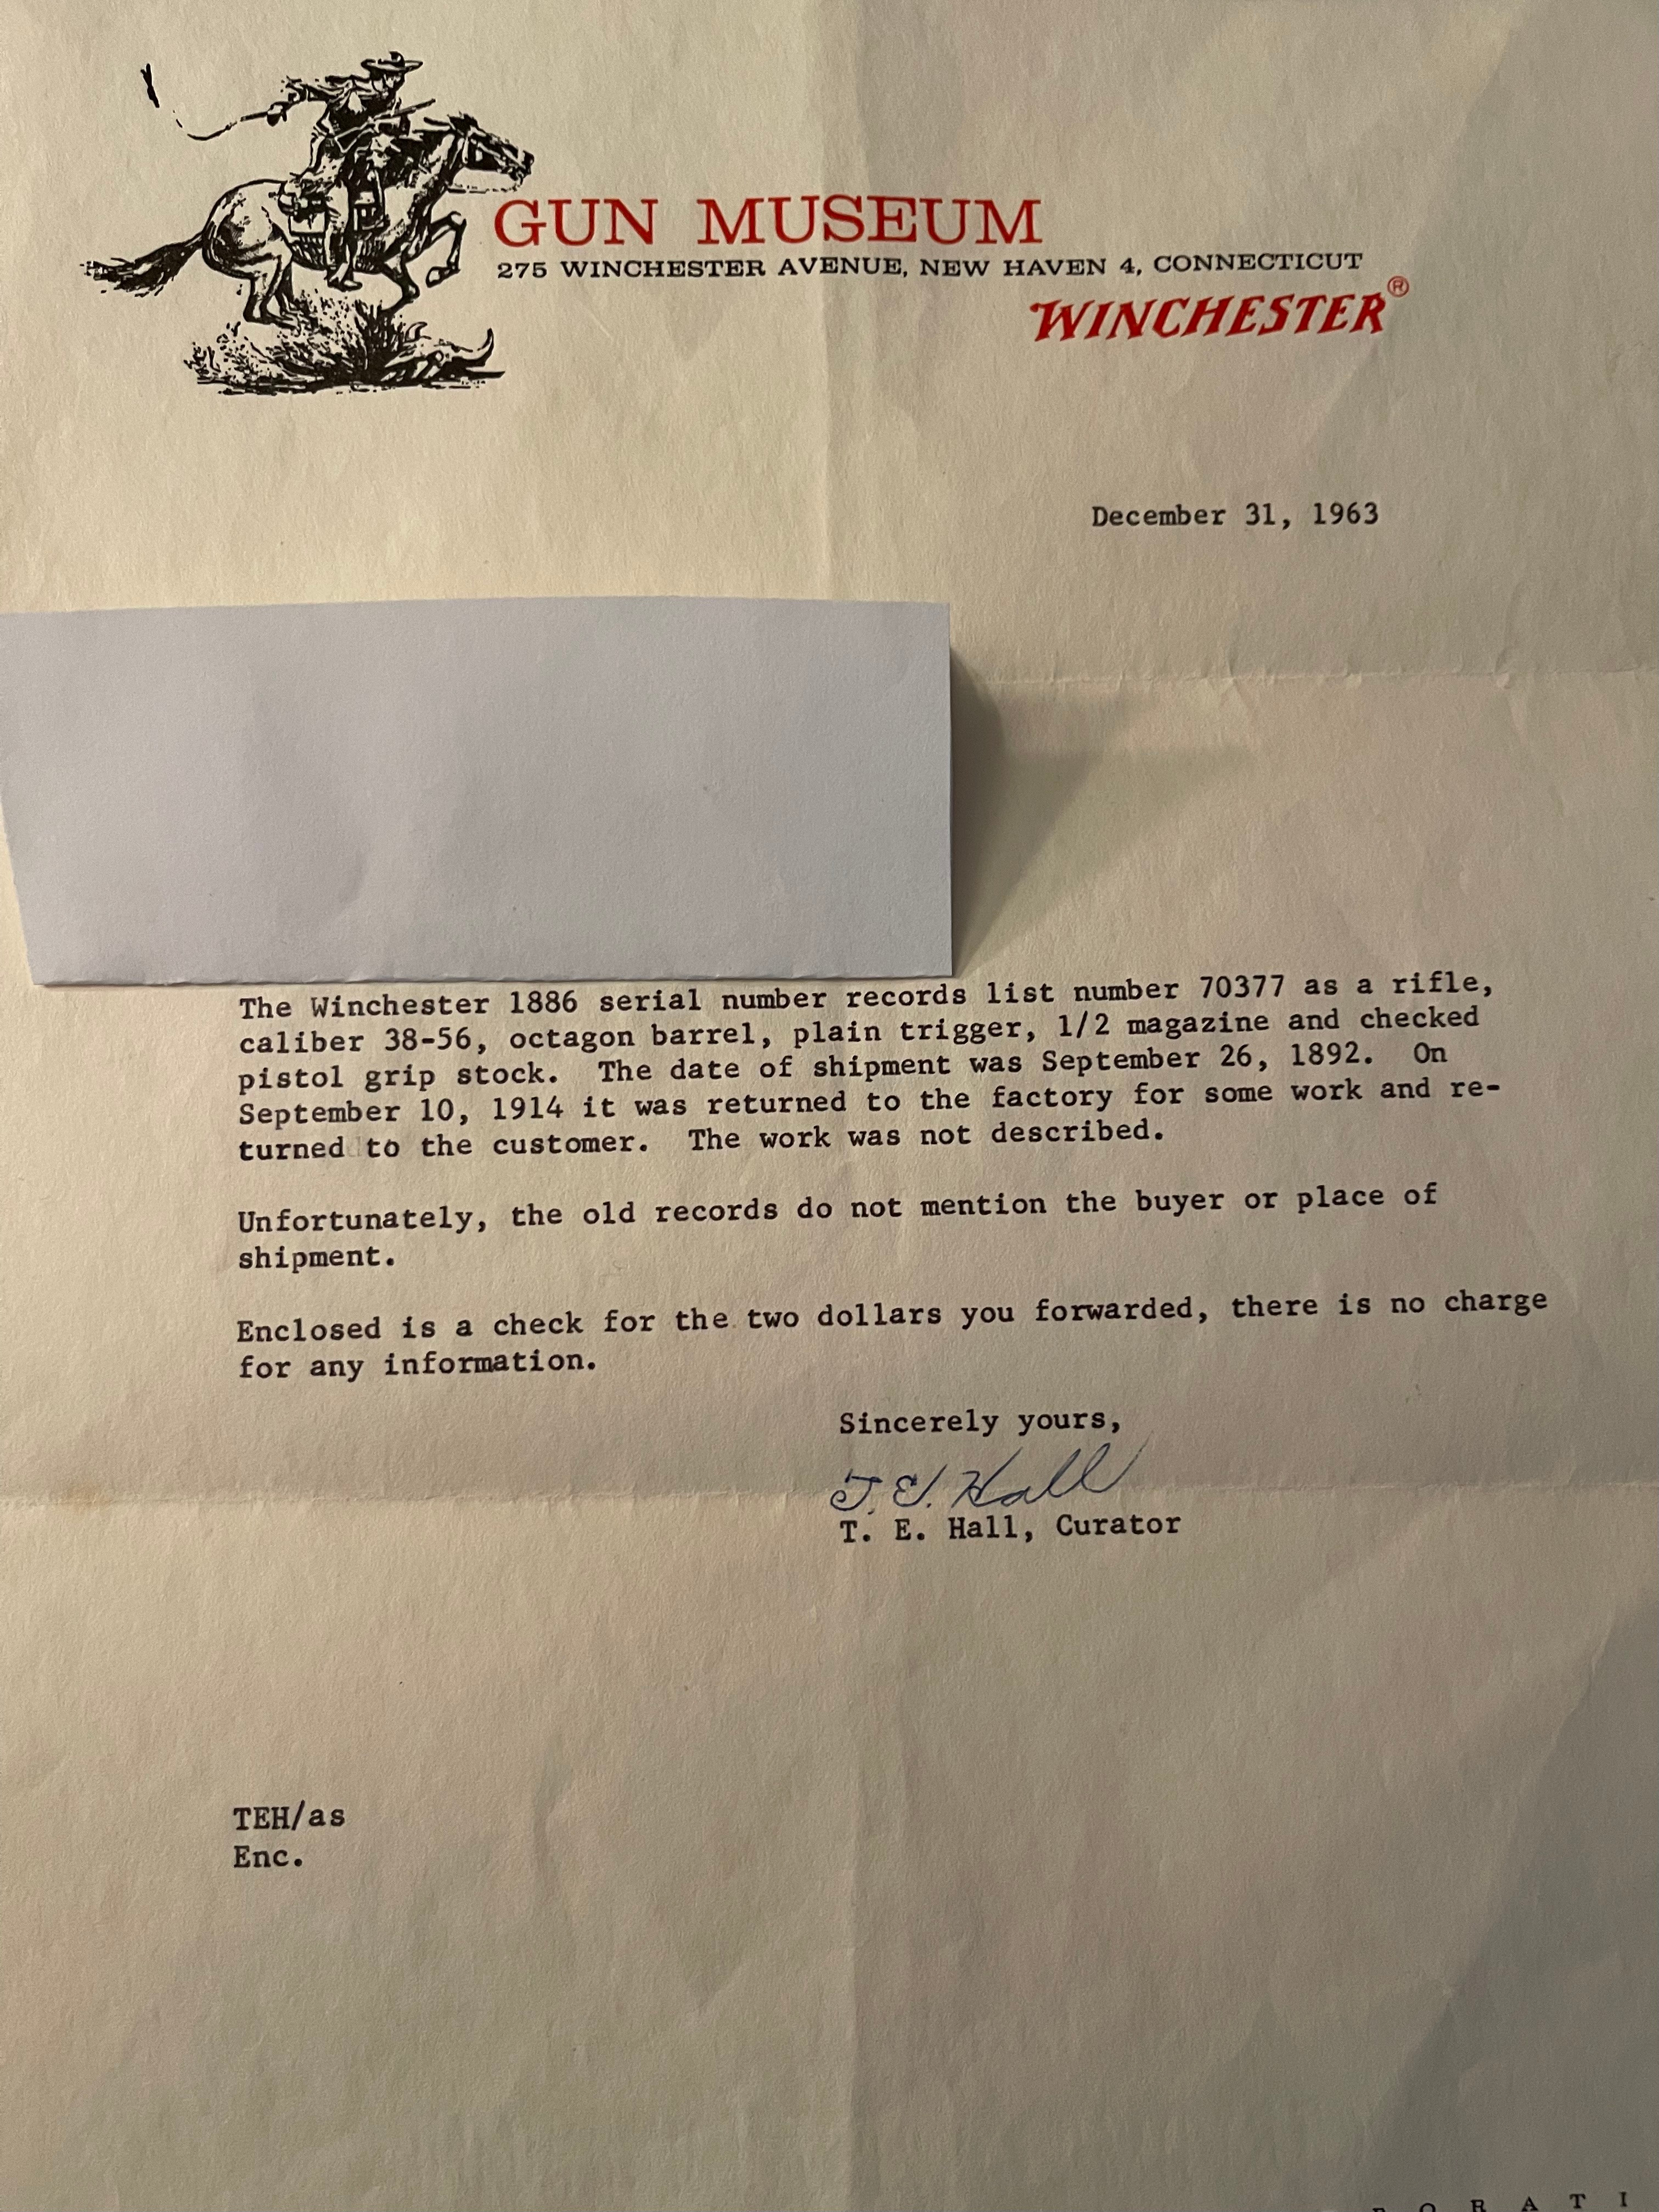 GUN MUSEUM
275 WINCHESTER AVENUE, NEW HAVEN 4, CONNECTICUT
WINCHESTER®
December 31, 1963
The Winchester 1886 serial number records list number 70377 as a rifle,
caliber 38-56, octagon barrel, plain trigger, 1/2 magazine and checked
pistol grip stock. The date of shipment was September 26, 1892. On
September 10, 1914 it was returned to the factory for some work and re-
turned to the customer. The work was not described.
Unfortunately, the old records do not mention the buyer or place of
shipment.
Enclosed is a check for the two dollars you forwarded, there is no charge
for any information.
Sincerely yours,
T. E. Hall
T. E. Hall, Curator
TEH/as
Enc.